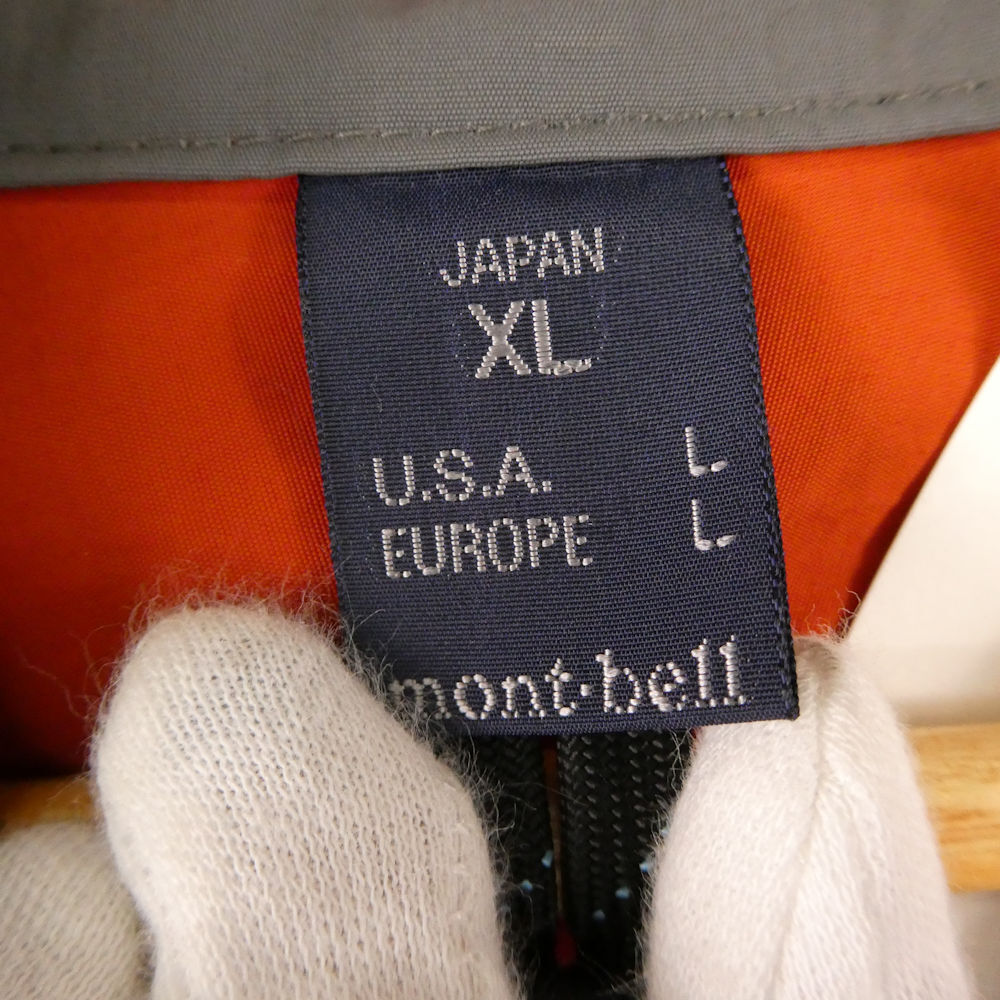 JAPAN
XL
U.S.A. L
EUROPE L
mont·bell